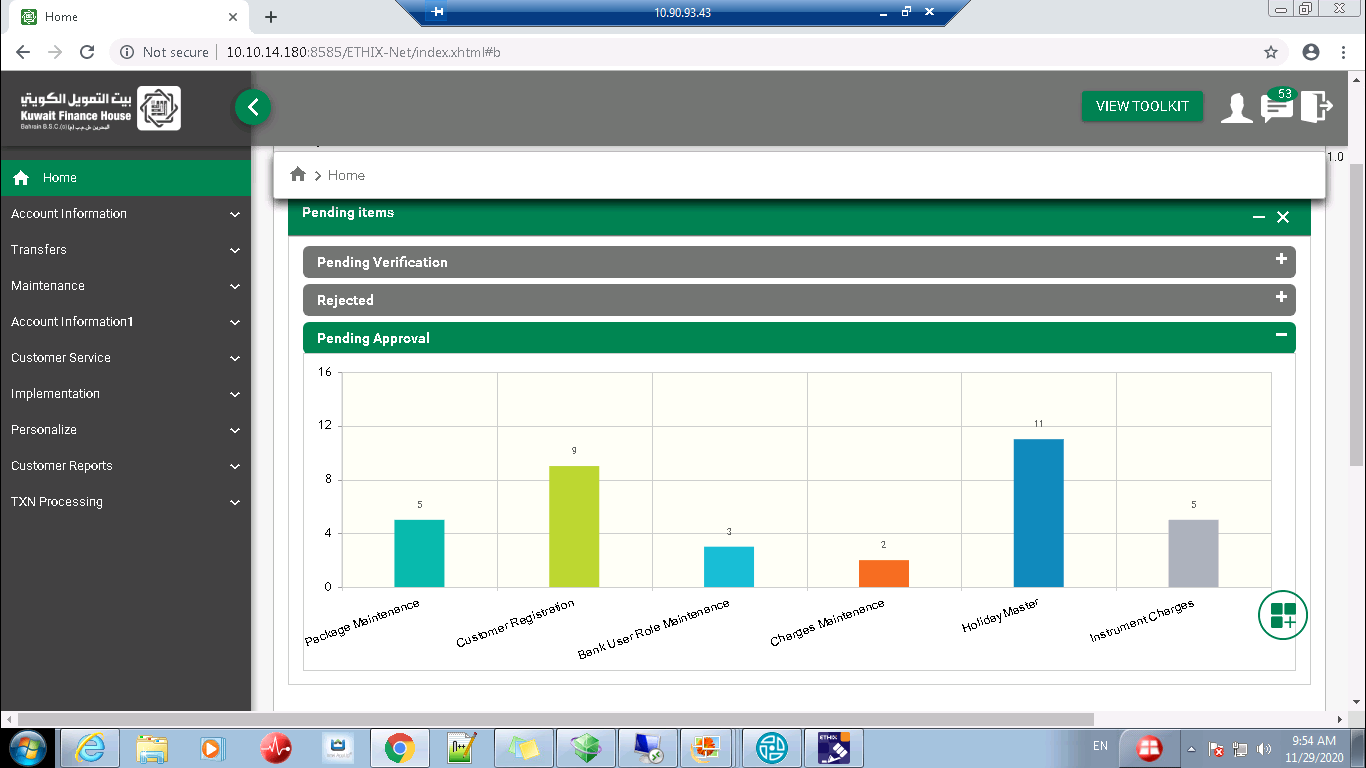 Home
10.90.93.43
Not secure
10.10.14.180:8585/ETHIX-Net/index.xhtml#b
بيت التمويل الكويتي
Kuwait Finance House
Bahrain B.S.C.(c) البحرين ش.م.ب (م)
VIEW TOOLKIT
53
1.0
Home
Home
Account Information
Transfers
Maintenance
Account Information1
Customer Service
Implementation
Personalize
Customer Reports
TXN Processing
Pending items
Pending Verification
Rejected
Pending Approval
16
12
8
4
0
5
9
3
2
11
5
Package Maintenance
Customer Registration
Bank User Role Maintenance
Charges Maintenance
Holiday Master
Instrument Charges
ETHIX
EN
9:54 AM
11/29/2020